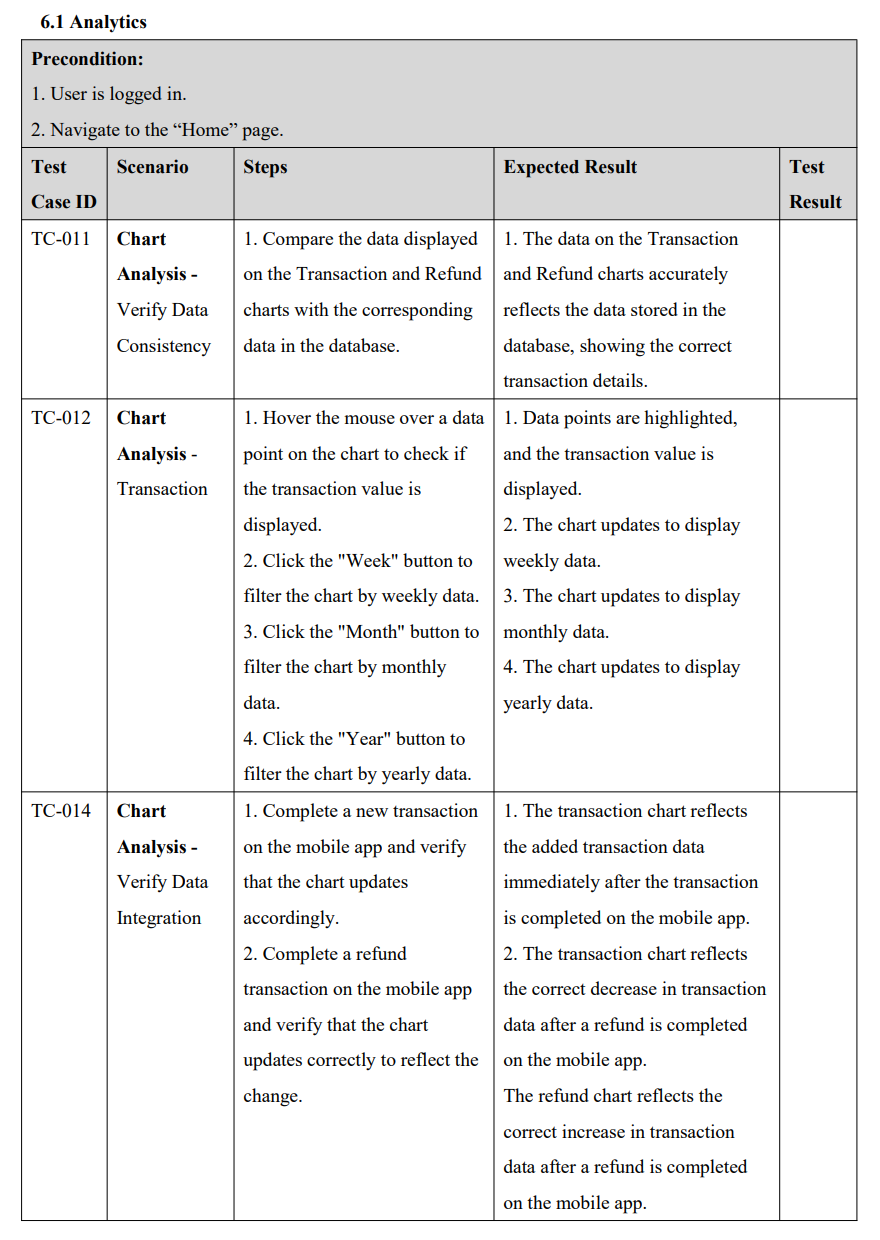 6.1 Analytics
Precondition:
1. User is logged in.
2. Navigate to the “Home” page.
Test
Case ID
Scenario
Steps
Expected Result
Test
Result
TC-011
Chart
Analysis -
Verify Data
Consistency
1. Compare the data displayed
on the Transaction and Refund
charts with the corresponding
data in the database.
1. The data on the Transaction
and Refund charts accurately
reflects the data stored in the
database, showing the correct
transaction details.
TC-012
Chart
Analysis -
Transaction
1. Hover the mouse over a data
point on the chart to check if
the transaction value is
displayed.
2. Click the "Week" button to
filter the chart by weekly data.
3. Click the "Month" button to
filter the chart by monthly
data.
4. Click the "Year" button to
filter the chart by yearly data.
1. Data points are highlighted,
and the transaction value is
displayed.
2. The chart updates to display
weekly data.
3. The chart updates to display
monthly data.
4. The chart updates to display
yearly data.
TC-014
Chart
Analysis -
Verify Data
Integration
1. Complete a new transaction
on the mobile app and verify
that the chart updates
accordingly.
2. Complete a refund
transaction on the mobile app
and verify that the chart
updates correctly to reflect the
change.
1. The transaction chart reflects
the added transaction data
immediately after the transaction
is completed on the mobile app.
2. The transaction chart reflects
the correct decrease in transaction
data after a refund is completed
on the mobile app.
The refund chart reflects the
correct increase in transaction
data after a refund is completed
on the mobile app.